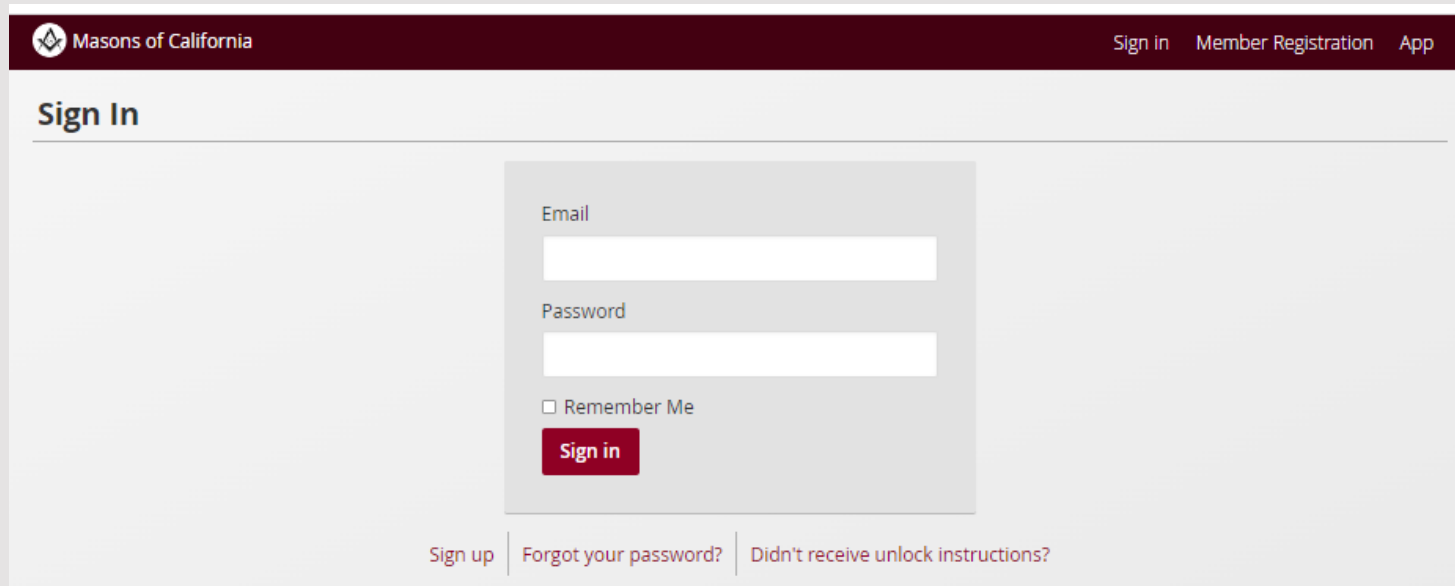 Masons of California Sign in Member Registration App
Sign In
Email
Password
Remember Me
Sign in
Sign up Forgot your password? Didn't receive unlock instructions?